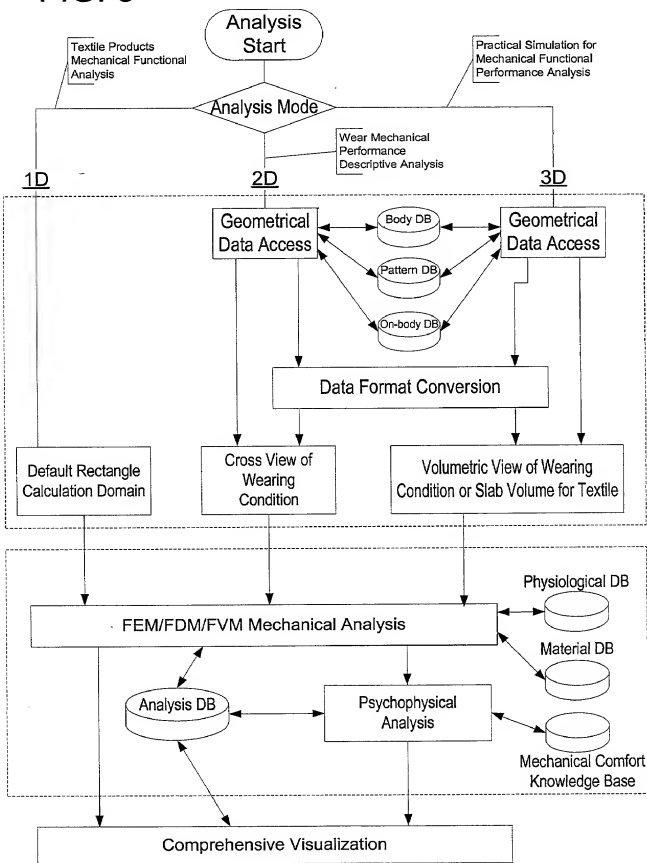 Analysis
Start
Textile Products
Mechanical Functional
Analysis
Practical Simulation for
Mechanical Functional
Performance Analysis
Analysis Mode
Wear Mechanical
Performance
Descriptive Analysis
1D
2D
3D
Geometrical
Data Access
Body DB
Pattern DB
On-body DB
Geometrical
Data Access
Data Format Conversion
Default Rectangle
Calculation Domain
Cross View of
Wearing
Condition
Volumetric View of Wearing
Condition or Slab Volume for Textile
Physiological DB
FEM/FDM/FVM Mechanical Analysis
Material DB
Analysis DB
Psychophysical
Analysis
Mechanical Comfort
Knowledge Base
Comprehensive Visualization